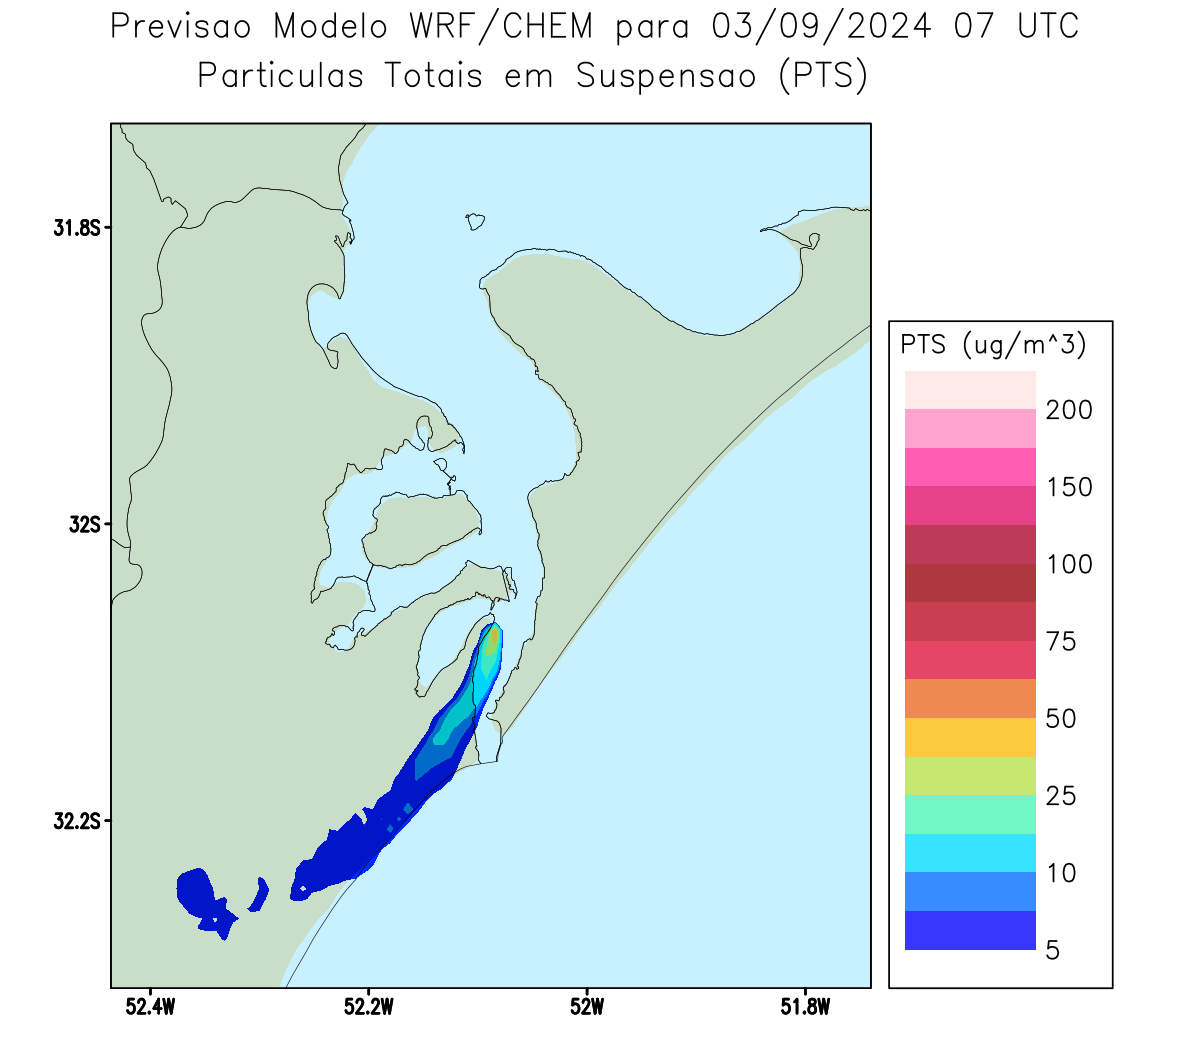 Previsao Modelo WRF/CHEM para 03/09/2024 07 UTC
Particulas Totais em Suspensao (PTS)
31.8S
32S
32.2S
52.4W
52.2W
52W
51.8W
PTS (ug/m^3)
200
150
100
75
50
25
10
5